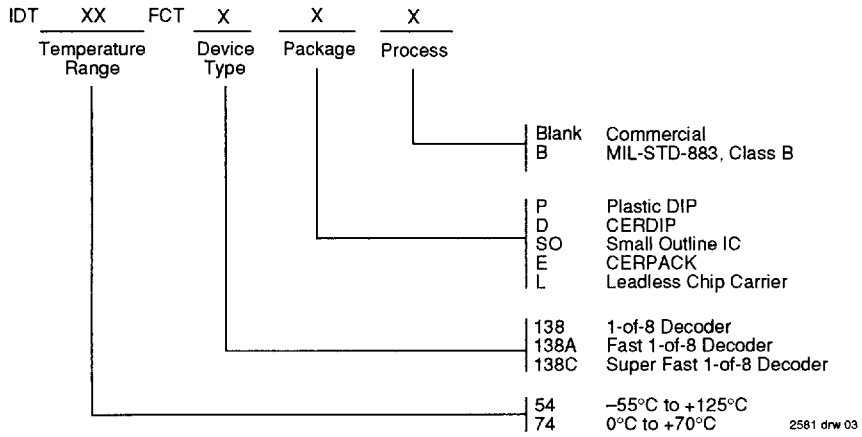 IDT XX FCT X X X
Temperature Range Device Type Package Process
Blank Commercial
B MIL-STD-883, Class B
P Plastic DIP
D CERDIP
SO Small Outline IC
E CERPACK
L Leadless Chip Carrier
138 1-of-8 Decoder
138A Fast 1-of-8 Decoder
138C Super Fast 1-of-8 Decoder
54 –55°C to +125°C
74 0°C to +70°C
2581 drw 03